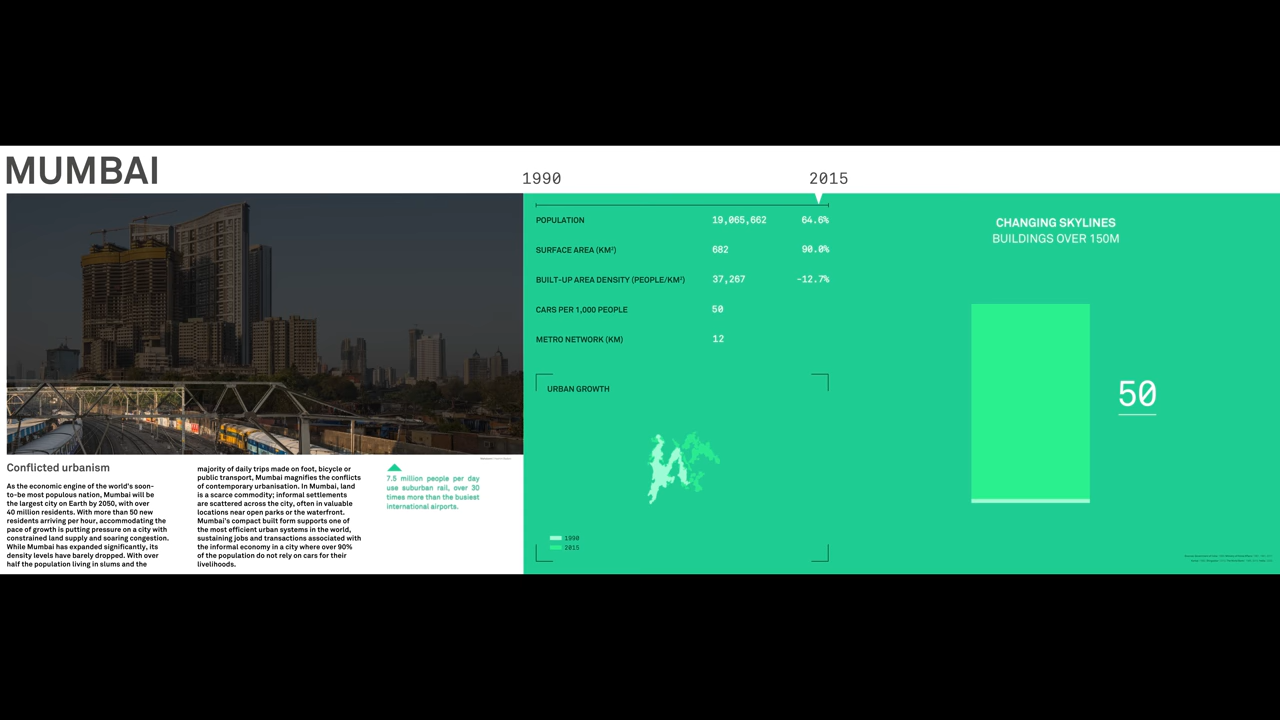 MUMBAI
1990
2015
POPULATION 19,065,662 64.6%
SURFACE AREA (KM²) 682 90.0%
BUILT-UP AREA DENSITY (PEOPLE/KM²) 37,267 -12.7%
CARS PER 1,000 PEOPLE 50
METRO NETWORK (KM) 12
URBAN GROWTH
1990
2015
CHANGING SKYLINES
BUILDINGS OVER 150M
50
Conflicted urbanism
As the economic engine of the world's soon-
to-be most populous nation, Mumbai will be
the largest city on Earth by 2050, with over
40 million residents. With more than 50 new
residents arriving per hour, accommodating the
pace of growth is putting pressure on a city with
constrained land supply and soaring congestion.
While Mumbai has expanded significantly, its
density levels have barely dropped. With over
half the population living in slums and the
majority of daily trips made on foot, bicycle or
public transport, Mumbai magnifies the conflicts
of contemporary urbanisation. In Mumbai, land
is a scarce commodity; informal settlements
are scattered across the city, often in valuable
locations near open parks or the waterfront.
Mumbai's compact built form supports one of
the most efficient urban systems in the world,
sustaining jobs and transactions associated with
the informal economy in a city where over 90%
of the population do not rely on cars for their
livelihoods.
7.5 million people per day
use suburban rail, over 30
times more than the busiest
international airports.